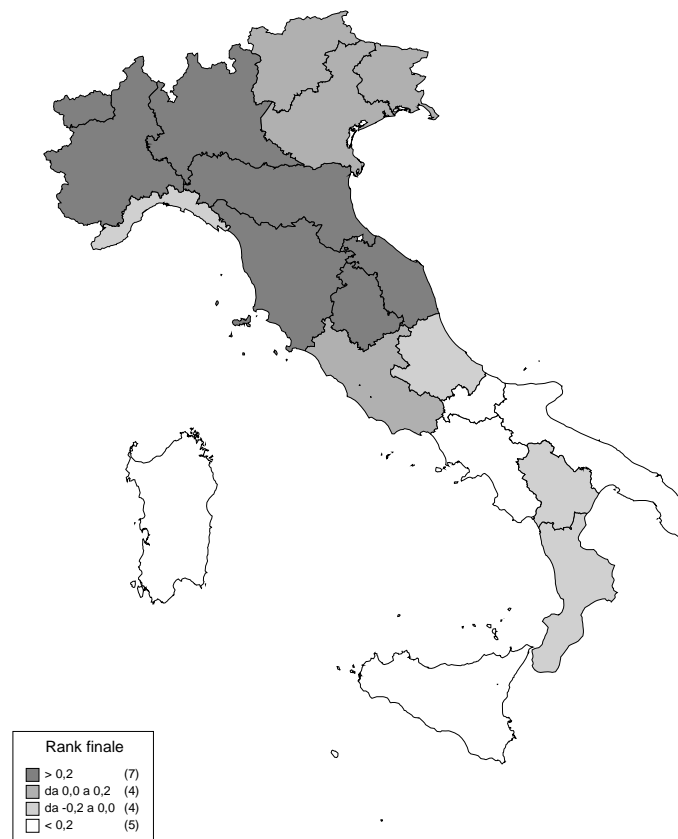 Rank finale
> 0,2 (7)
da 0,0 a 0,2 (4)
da -0,2 a 0,0 (4)
< 0,2 (5)